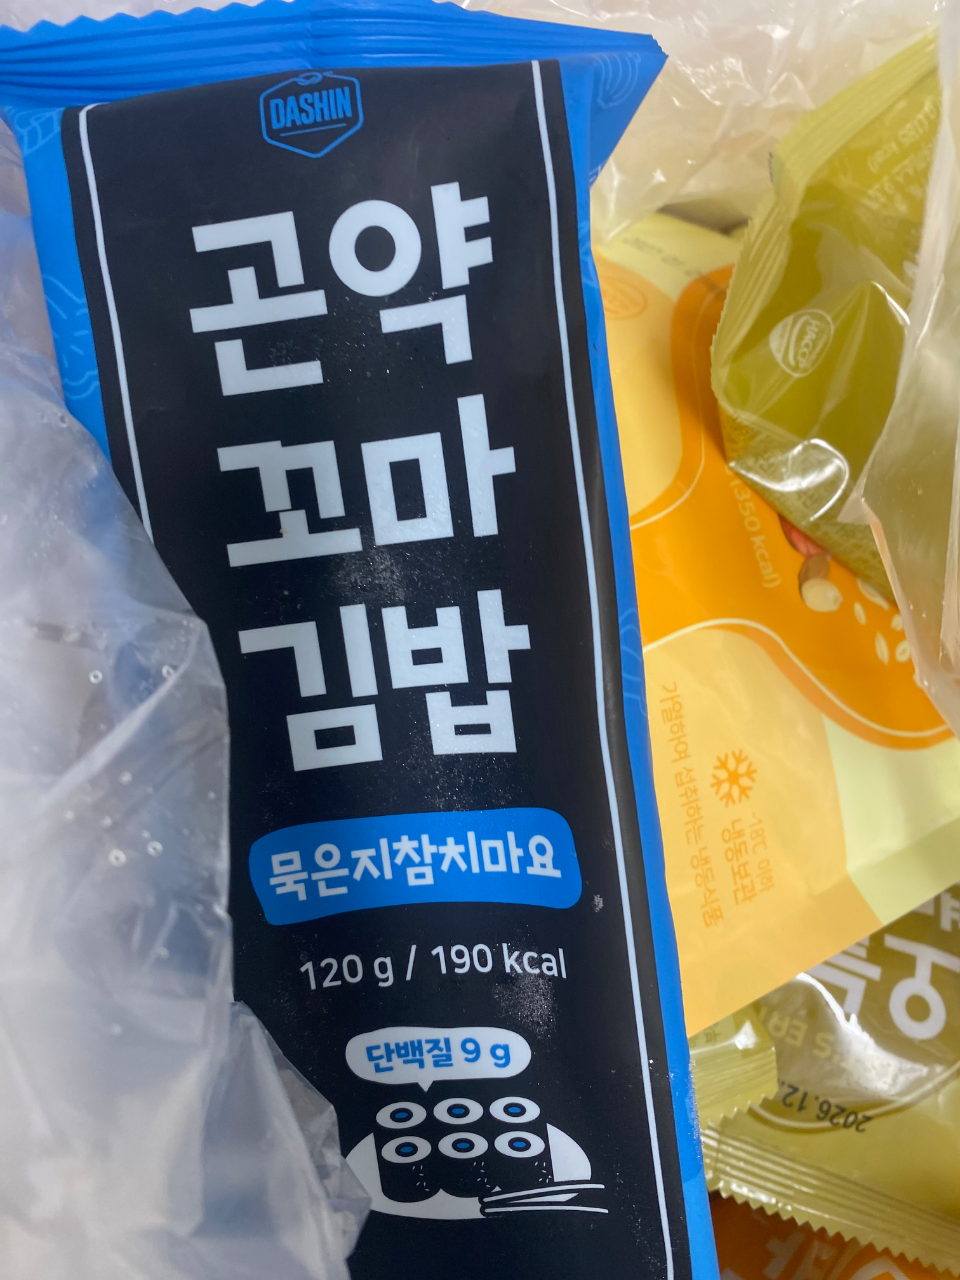 DASHIN
곤약
꼬마
김밥
묵은지참치마요
120 g / 190 kcal
단백질 9 g
HACCP
(350 kcal)
가열하여 섭취하는 냉동식품
-18℃ 이하
냉동보관
2026.12.